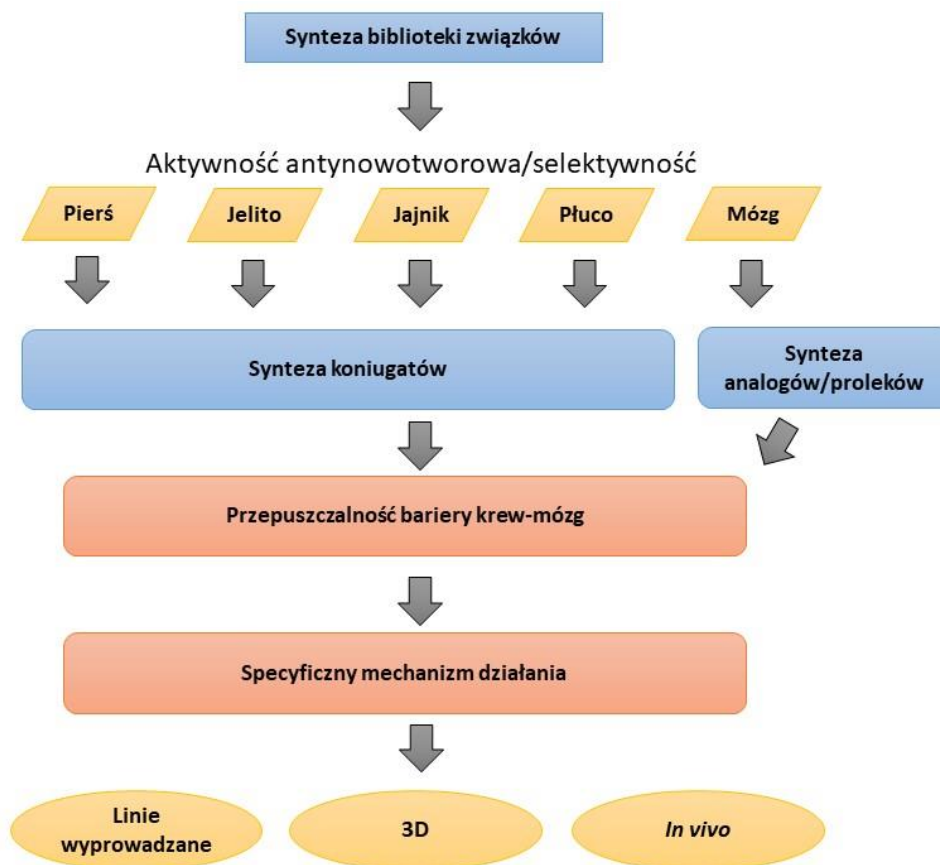 Synteza biblioteki związków
Aktywność antynowotworowa/selektywność
Pierś
Jelito
Jajnik
Płuco
Mózg
Synteza koniugatów
Synteza
analogów/proleków
Przepuszczalność bariery krew-mózg
Specyficzny mechanizm działania
Linie
wyprowadzane
3D
In vivo